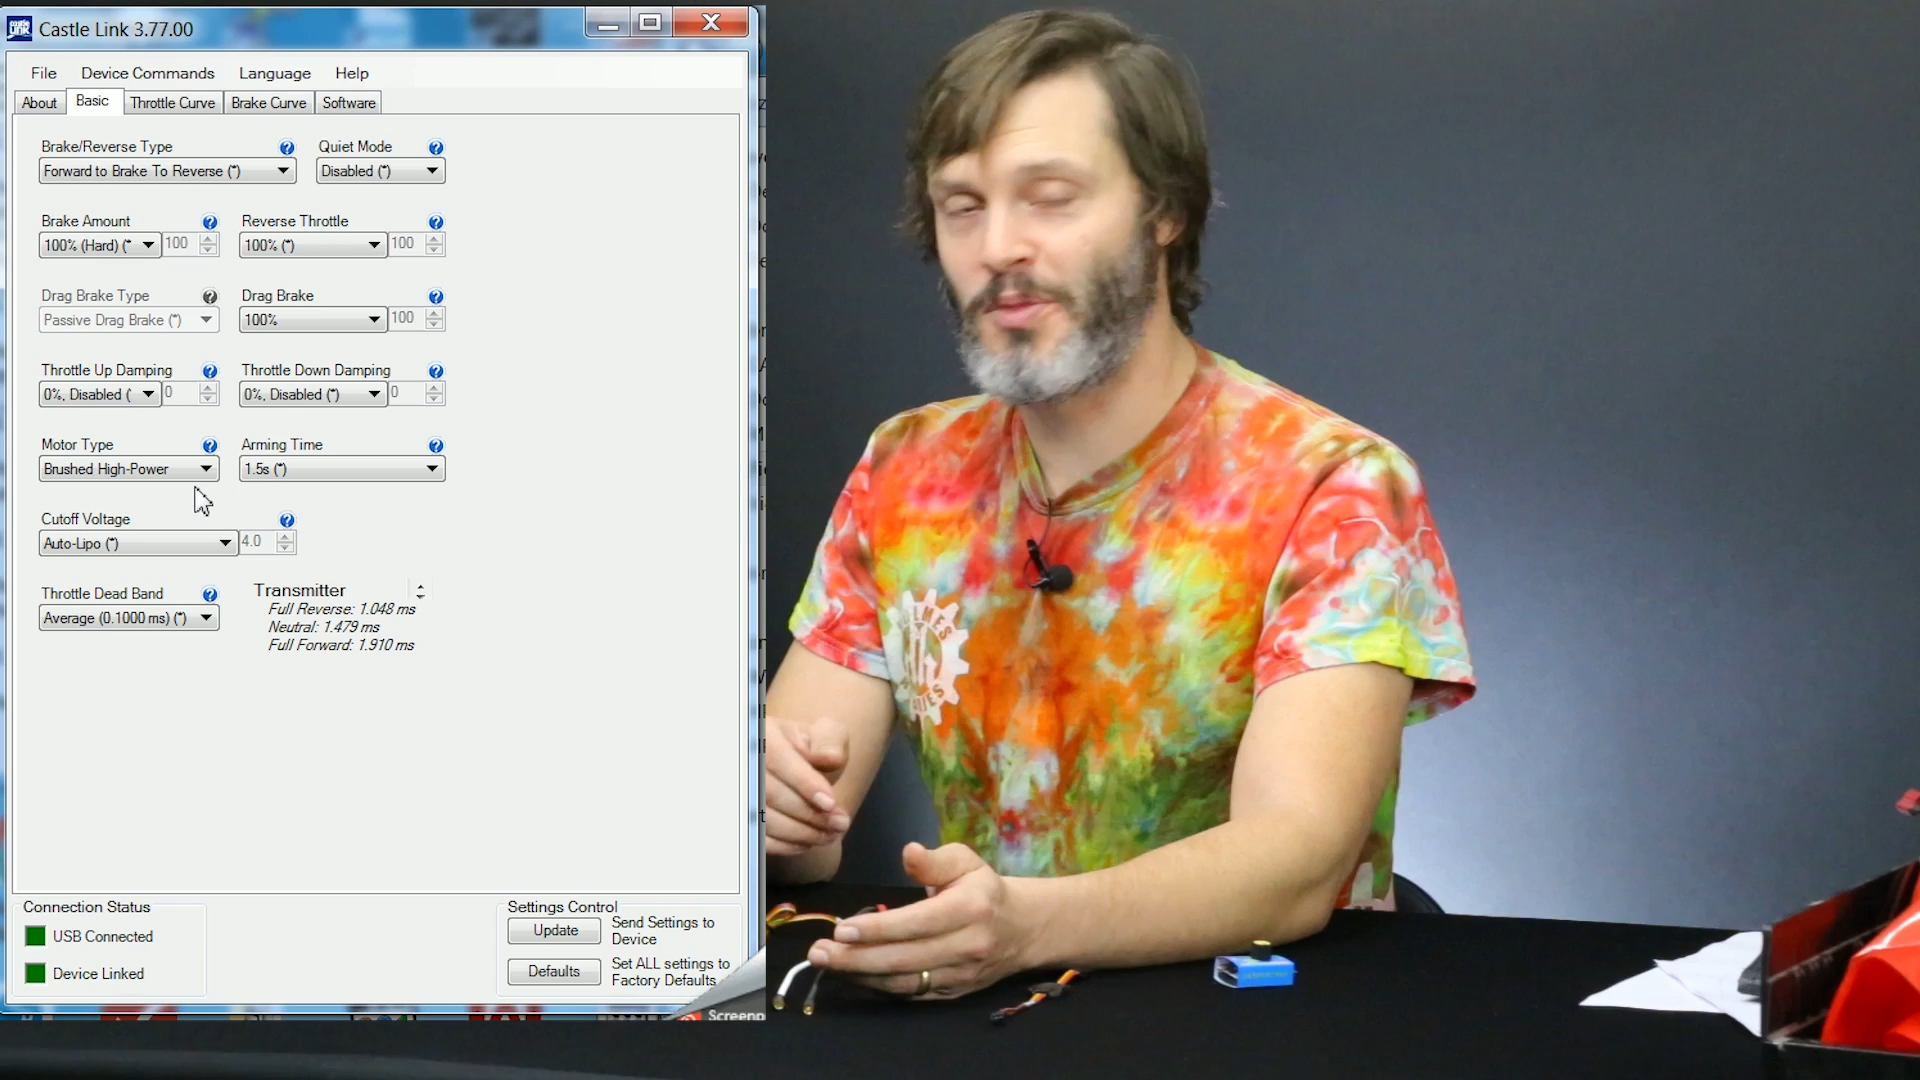 Castle Link 3.77.00
File Device Commands Language Help
About Basic Throttle Curve Brake Curve Software
Brake/Reverse Type Quiet Mode
Forward to Brake To Reverse (*) Disabled (*)
Brake Amount Reverse Throttle
100% (Hard) (* 100 100% (*) 100
Drag Brake Type Drag Brake
Passive Drag Brake (*) 100% 100
Throttle Up Damping Throttle Down Damping
0%, Disabled ( 0 0%, Disabled (*) 0
Motor Type Arming Time
Brushed High-Power 1.5s (*)
Cutoff Voltage
Auto-Lipo (*) 4.0
Throttle Dead Band Transmitter
Average (0.1000 ms) (*) Full Reverse: 1.048 ms
Neutral: 1.479 ms
Full Forward: 1.910 ms
Connection Status
USB Connected
Device Linked
Settings Control
Update Send Settings to
Device
Defaults Set ALL settings to
Factory Defaults
Screenp